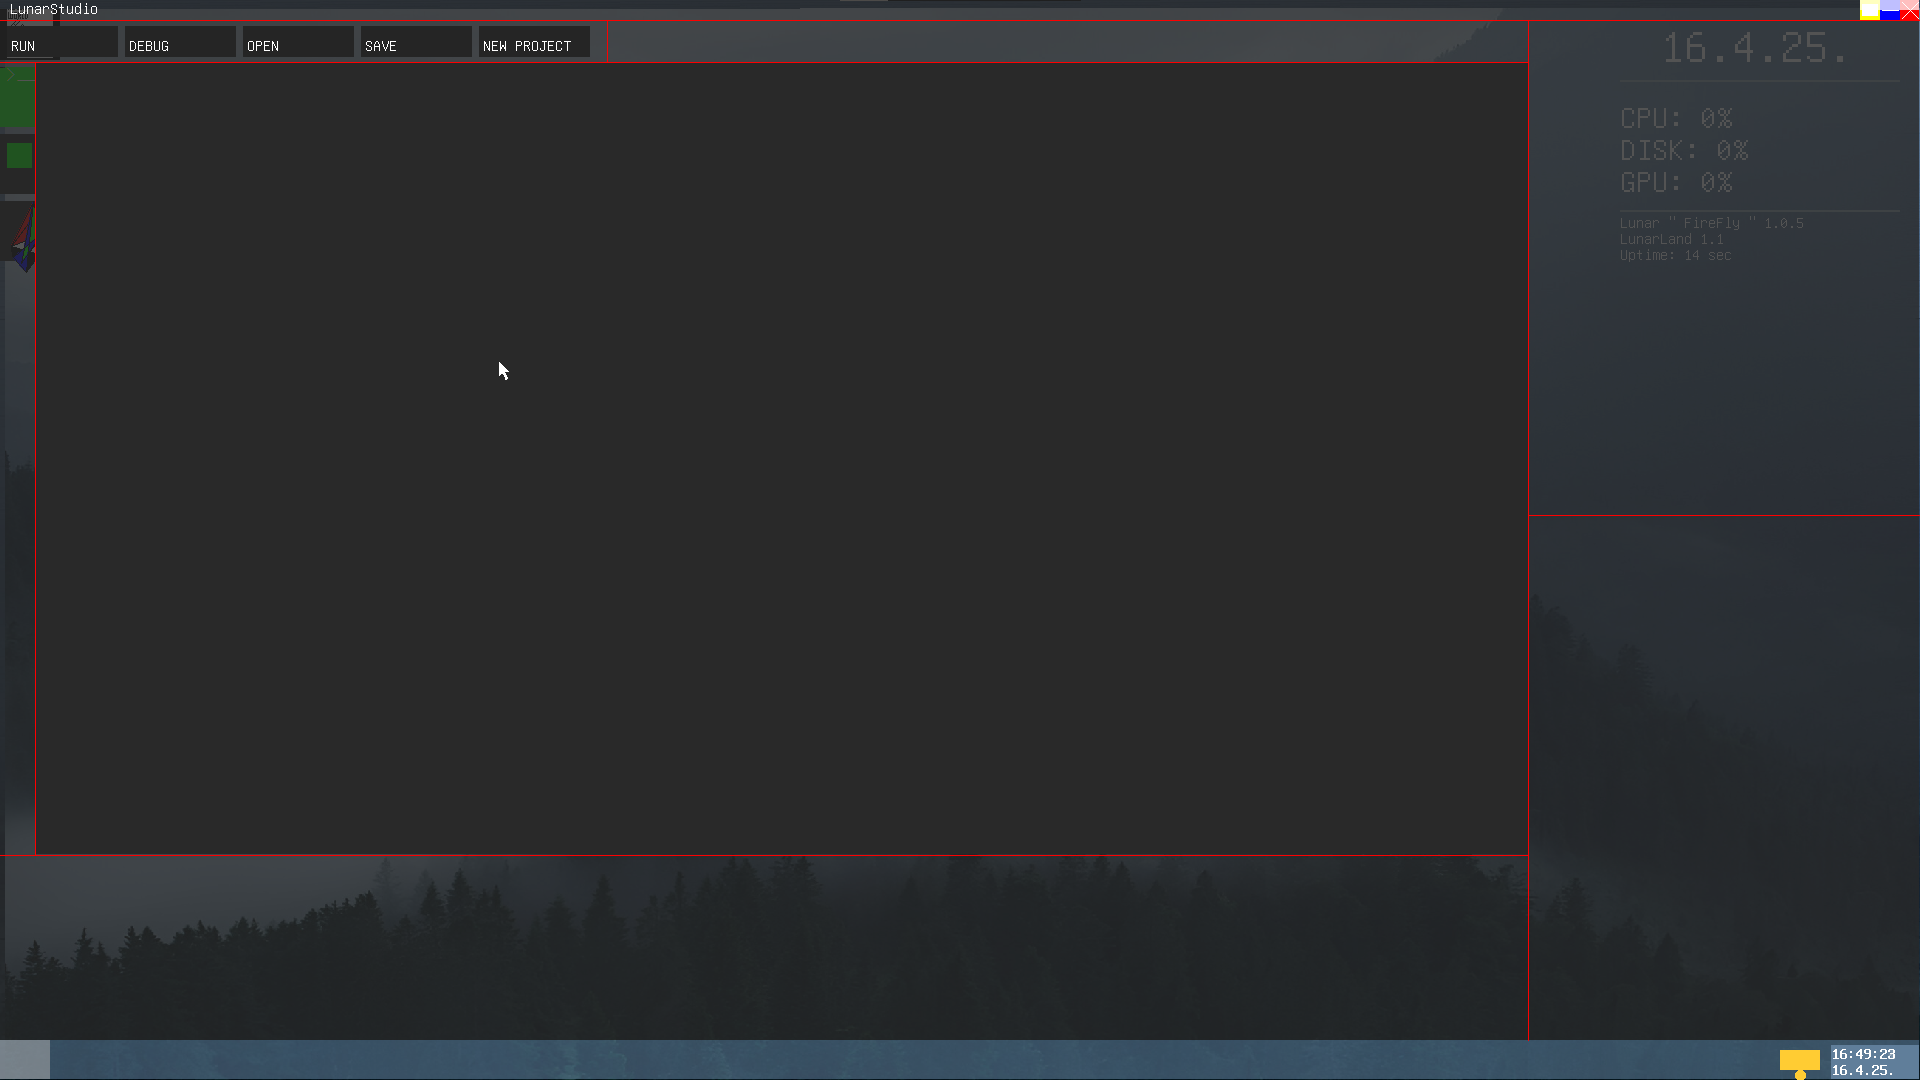 LunarStudio
RUN DEBUG OPEN SAVE NEW PROJECT
16.4.25.
CPU: 0%
DISK: 0%
GPU: 0%
Lunar " FireFly " 1.0.5
LunarLand 1.1
Uptime: 14 sec
16:49:23
16.4.25.